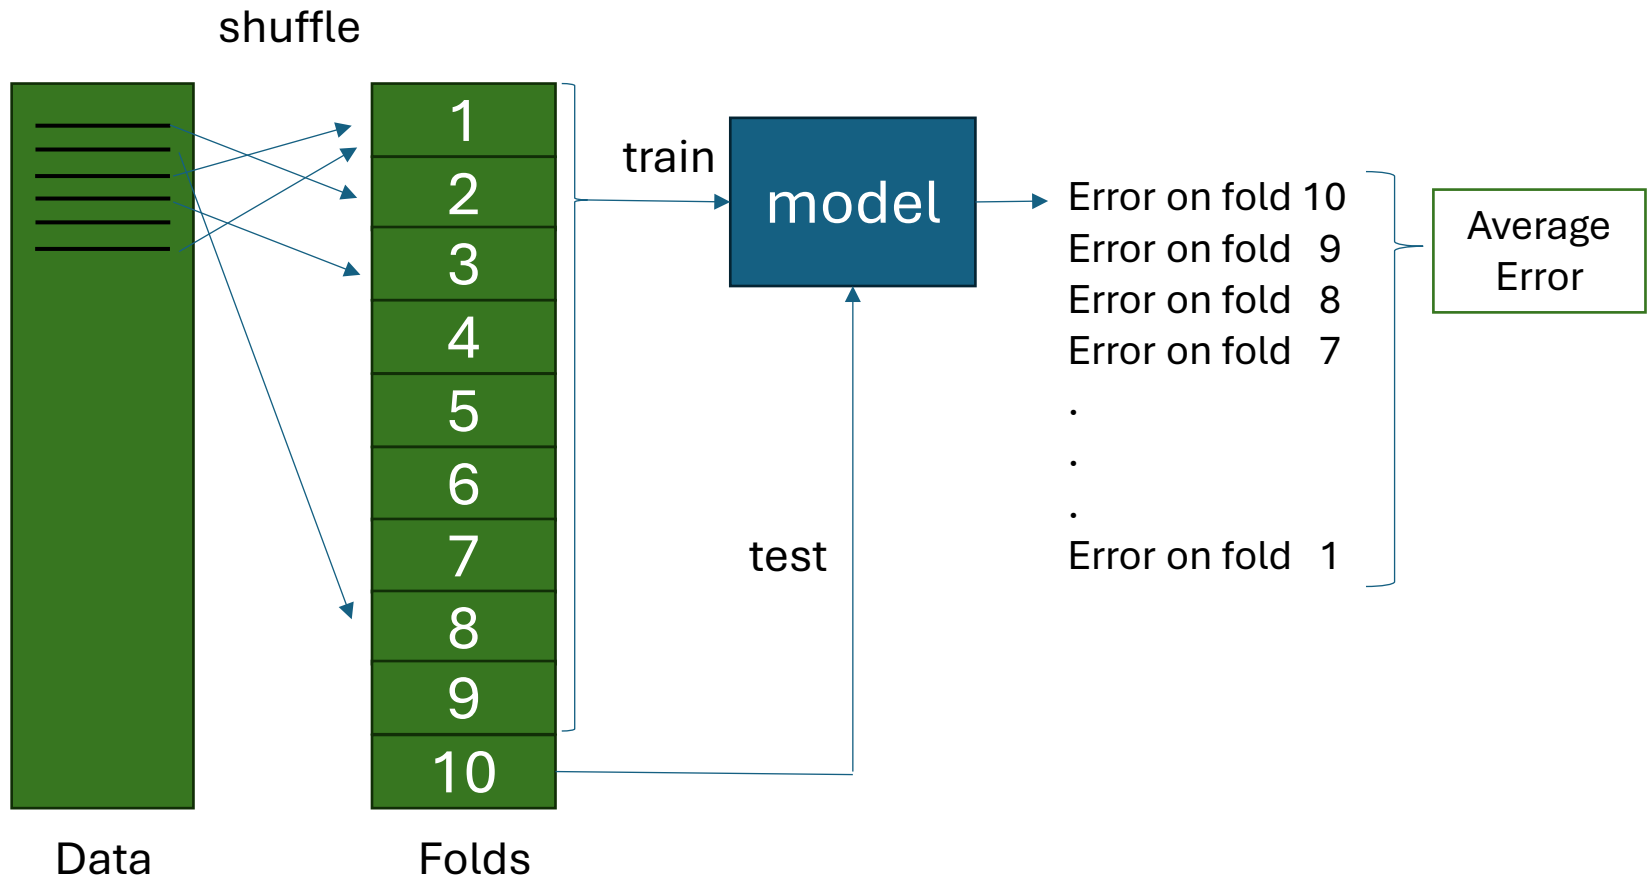 shuffle
1
2
3
4
5
6
7
8
9
10
Data
Folds
train
model
test
Error on fold 10
Error on fold 9
Error on fold 8
Error on fold 7
.
.
.
Error on fold 1
Average
Error